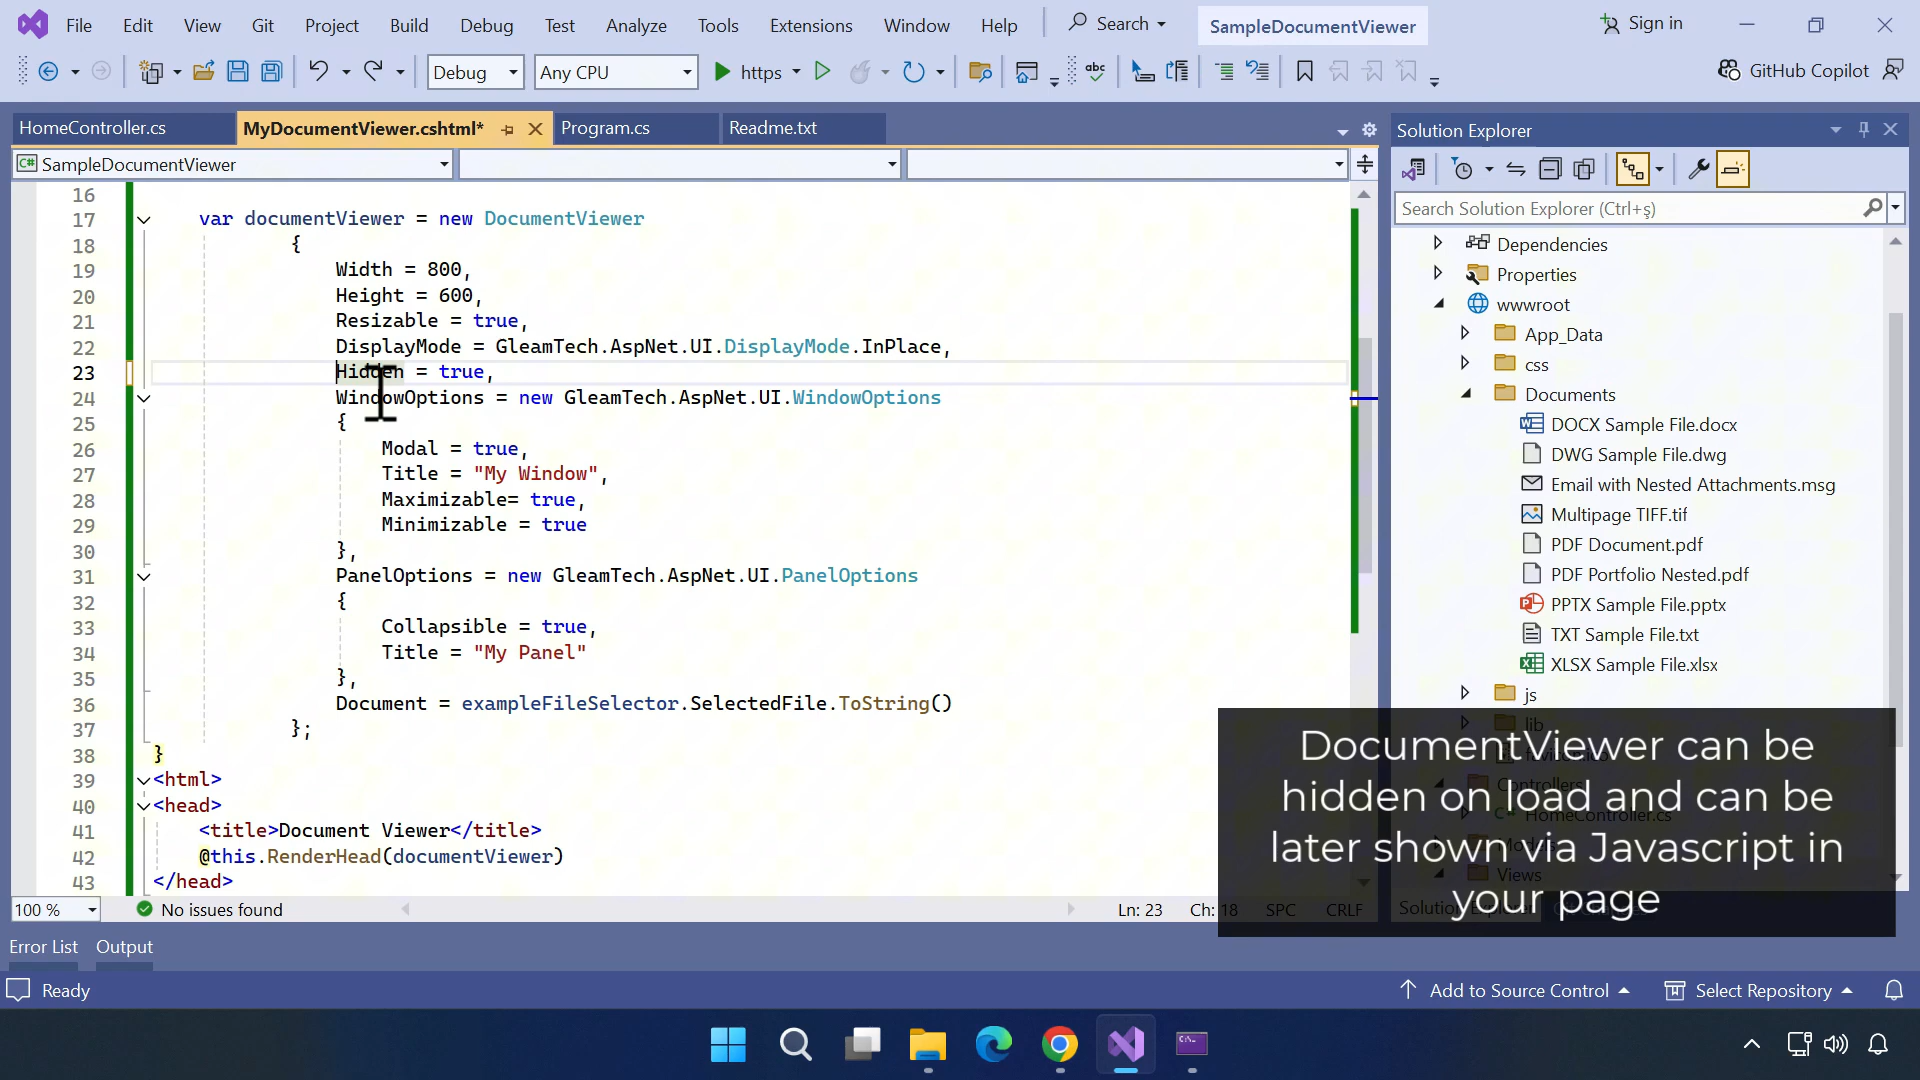 File Edit View Git Project Build Debug Test Analyze Tools Extensions Window Help Search SampleDocumentViewer Sign in
Debug Any CPU https GitHub Copilot
HomeController.cs MyDocumentViewer.cshtml* Program.cs Readme.txt
SampleDocumentViewer
16
17 var documentViewer = new DocumentViewer
18 {
19 Width = 800,
20 Height = 600,
21 Resizable = true,
22 DisplayMode = GleamTech.AspNet.UI.DisplayMode.InPlace,
23 Hidden = true,
24 WindowOptions = new GleamTech.AspNet.UI.WindowOptions
25 {
26 Modal = true,
27 Title = "My Window",
28 Maximizable= true,
29 Minimizable = true
30 },
31 PanelOptions = new GleamTech.AspNet.UI.PanelOptions
32 {
33 Collapsible = true,
34 Title = "My Panel"
35 },
36 Document = exampleFileSelector.SelectedFile.ToString()
37 };
38 }
39 <html>
40 <head>
41 <title>Document Viewer</title>
42 @this.RenderHead(documentViewer)
43 </head>
100 % No issues found Ln: 23 Ch: 18 SPC CRLF
Solution Explorer
Search Solution Explorer (Ctrl+ş)
Dependencies
Properties
wwwroot
App_Data
css
Documents
DOCX Sample File.docx
DWG Sample File.dwg
Email with Nested Attachments.msg
Multipage TIFF.tif
PDF Document.pdf
PDF Portfolio Nested.pdf
PPTX Sample File.pptx
TXT Sample File.txt
XLSX Sample File.xlsx
js
lib
favicon.ico
Controllers
HomeController.cs
Models
Views
DocumentViewer can be
hidden on load and can be
later shown via Javascript in
your page
Error List Output
Ready Add to Source Control Select Repository